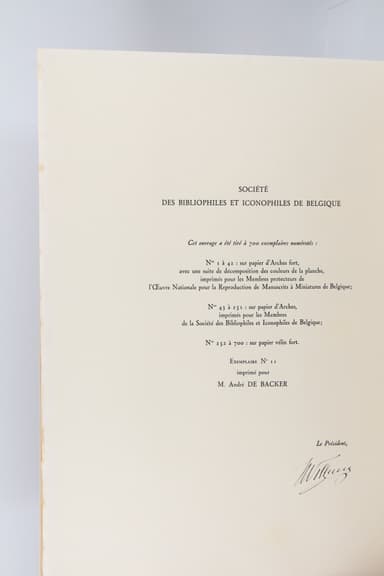 SOCIÉTÉ
DES BIBLIOPHILES ET ICONOPHILES DE BELGIQUE
Cet ouvrage a été tiré à 700 exemplaires numérotés :
Nos 1 à 42 : sur papier d'Arches fort,
avec une suite de décomposition des couleurs de la planche,
imprimés pour les Membres protecteurs de
l'Œuvre Nationale pour la Reproduction de Manuscrits à Miniatures de Belgique;
Nos 43 à 251 : sur papier d'Arches,
imprimés pour les Membres
de la Société des Bibliophiles et Iconophiles de Belgique;
Nos 252 à 700 : sur papier vélin fort.
Exemplaire No 11
imprimé pour
M. André DE BACKER
Le Président,